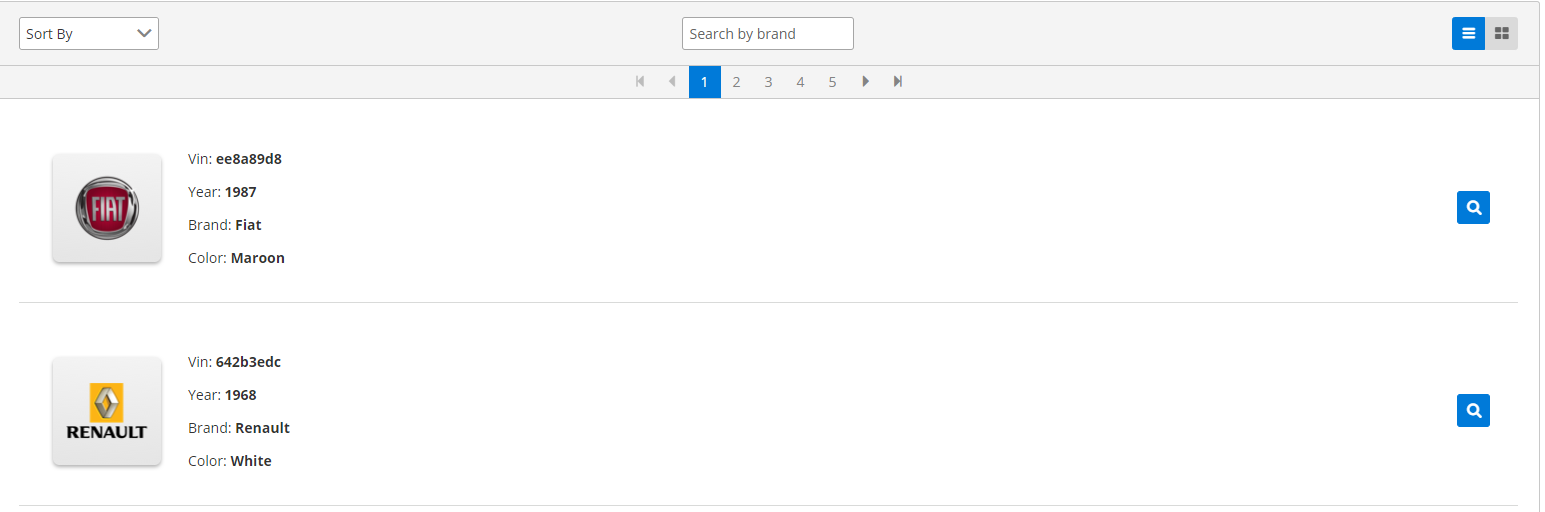 Sort By
Search by brand
1 2 3 4 5
FIAT
Vin: ee8a89d8
Year: 1987
Brand: Fiat
Color: Maroon
RENAULT
Vin: 642b3edc
Year: 1968
Brand: Renault
Color: White